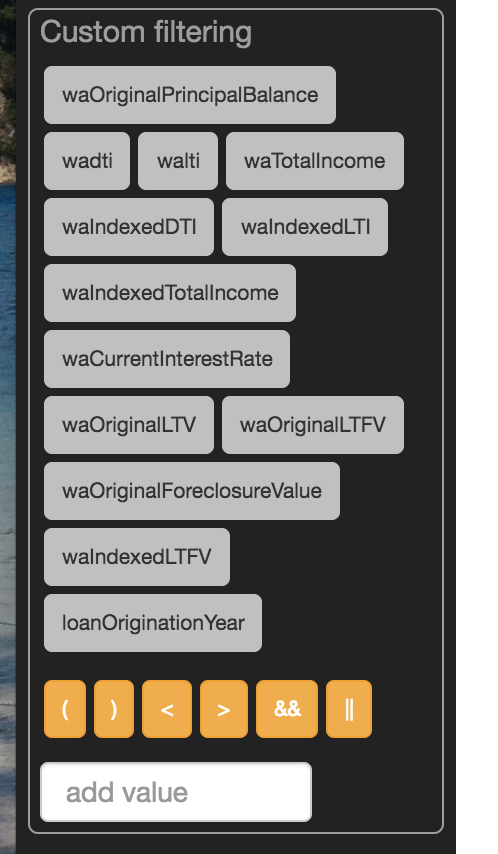 Custom filtering
waOriginalPrincipalBalance
wadti walti waTotalIncome
waIndexedDTI waIndexedLTI
waIndexedTotalIncome
waCurrentInterestRate
waOriginalLTV waOriginalLTFV
waOriginalForeclosureValue
waIndexedLTFV
loanOriginationYear
( ) < > && ||
add value